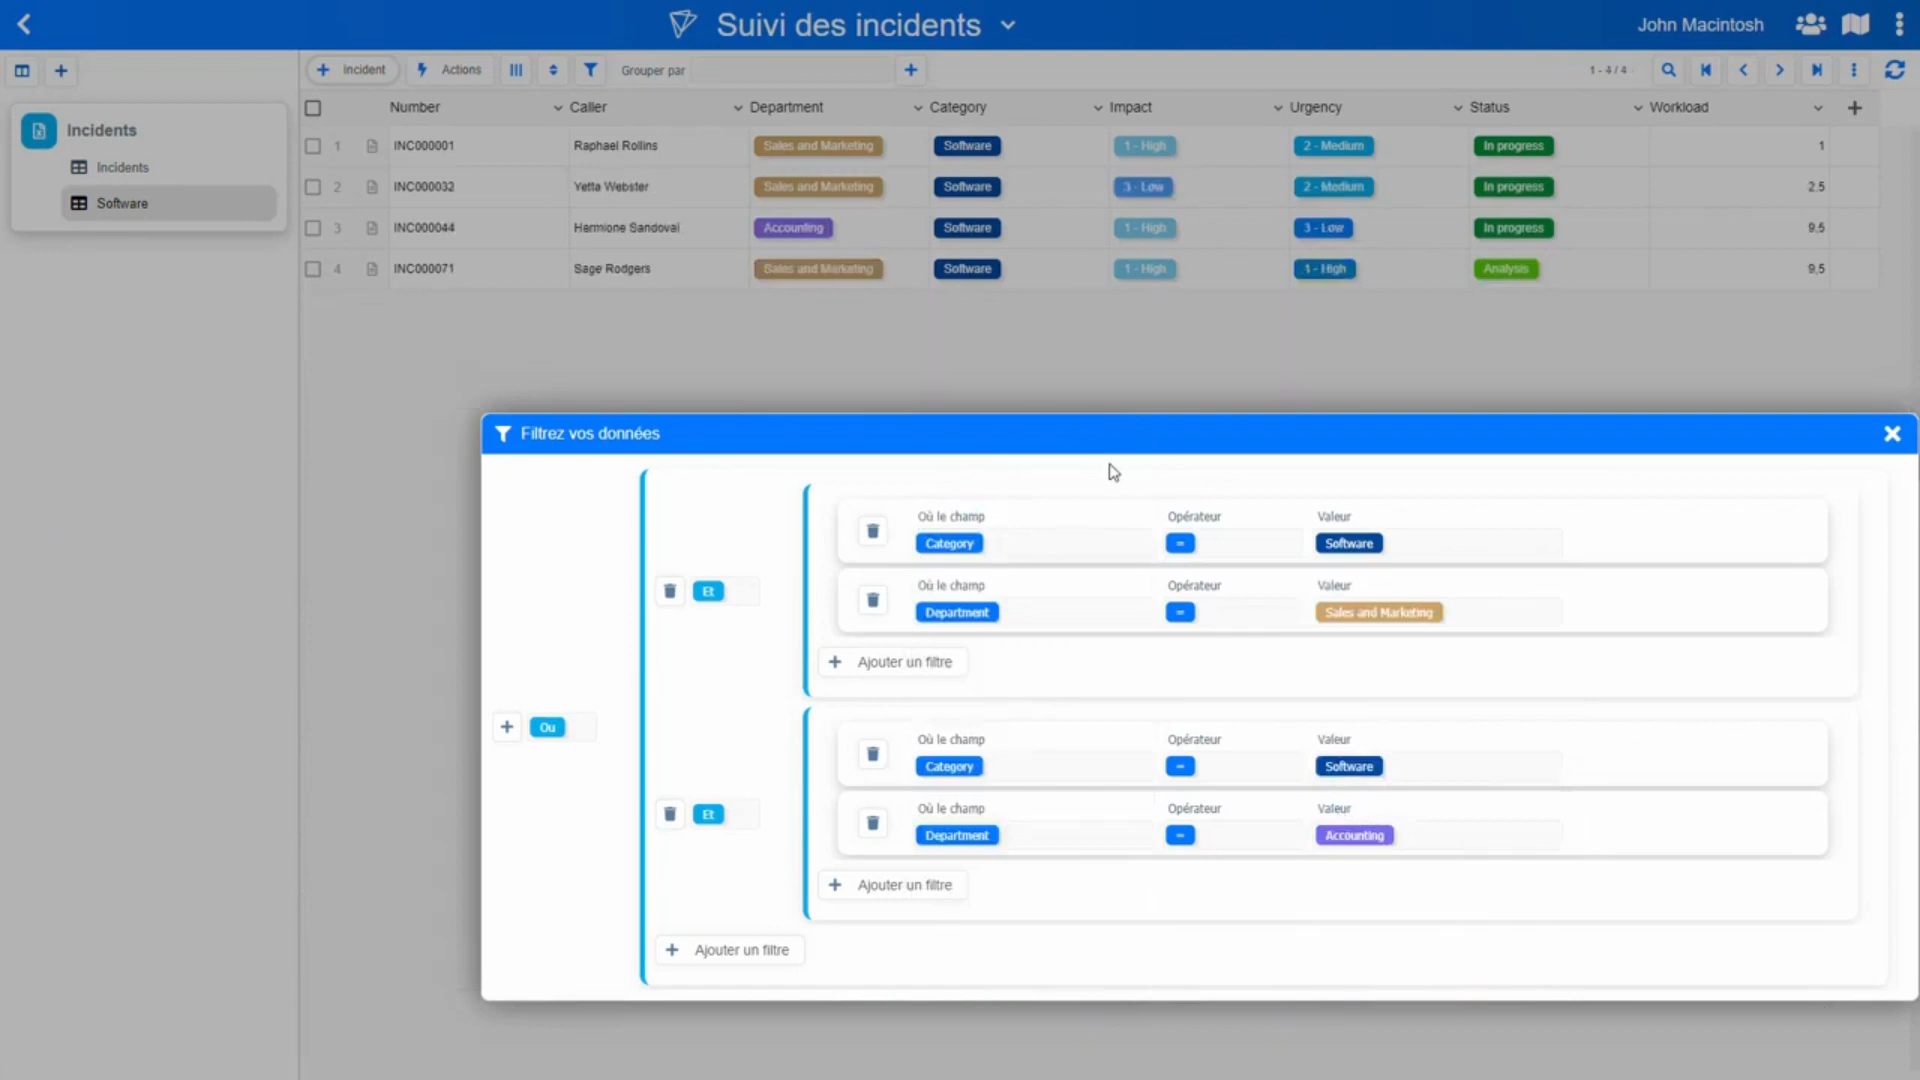 Suivi des incidents
John Macintosh
Incident Actions Grouper par 1 - 4 / 4
Incidents
Incidents
Software
Number Caller Department Category Impact Urgency Status Workload
1 INC000001 Raphael Rollins Sales and Marketing Software 1 - High 2 - Medium In progress 1
2 INC000032 Yetta Webster Sales and Marketing Software 3 - Low 2 - Medium In progress 2.5
3 INC000044 Hermione Sandoval Accounting Software 1 - High 3 - Low In progress 9,5
4 INC000071 Sage Rodgers Sales and Marketing Software 1 - High 1 - High Analysis 9,5
Filtrez vos données
Où le champ Opérateur Valeur
Category = Software
Et
Où le champ Opérateur Valeur
Department = Sales and Marketing
Ajouter un filtre
Ou
Où le champ Opérateur Valeur
Category = Software
Et
Où le champ Opérateur Valeur
Department = Accounting
Ajouter un filtre
Ajouter un filtre